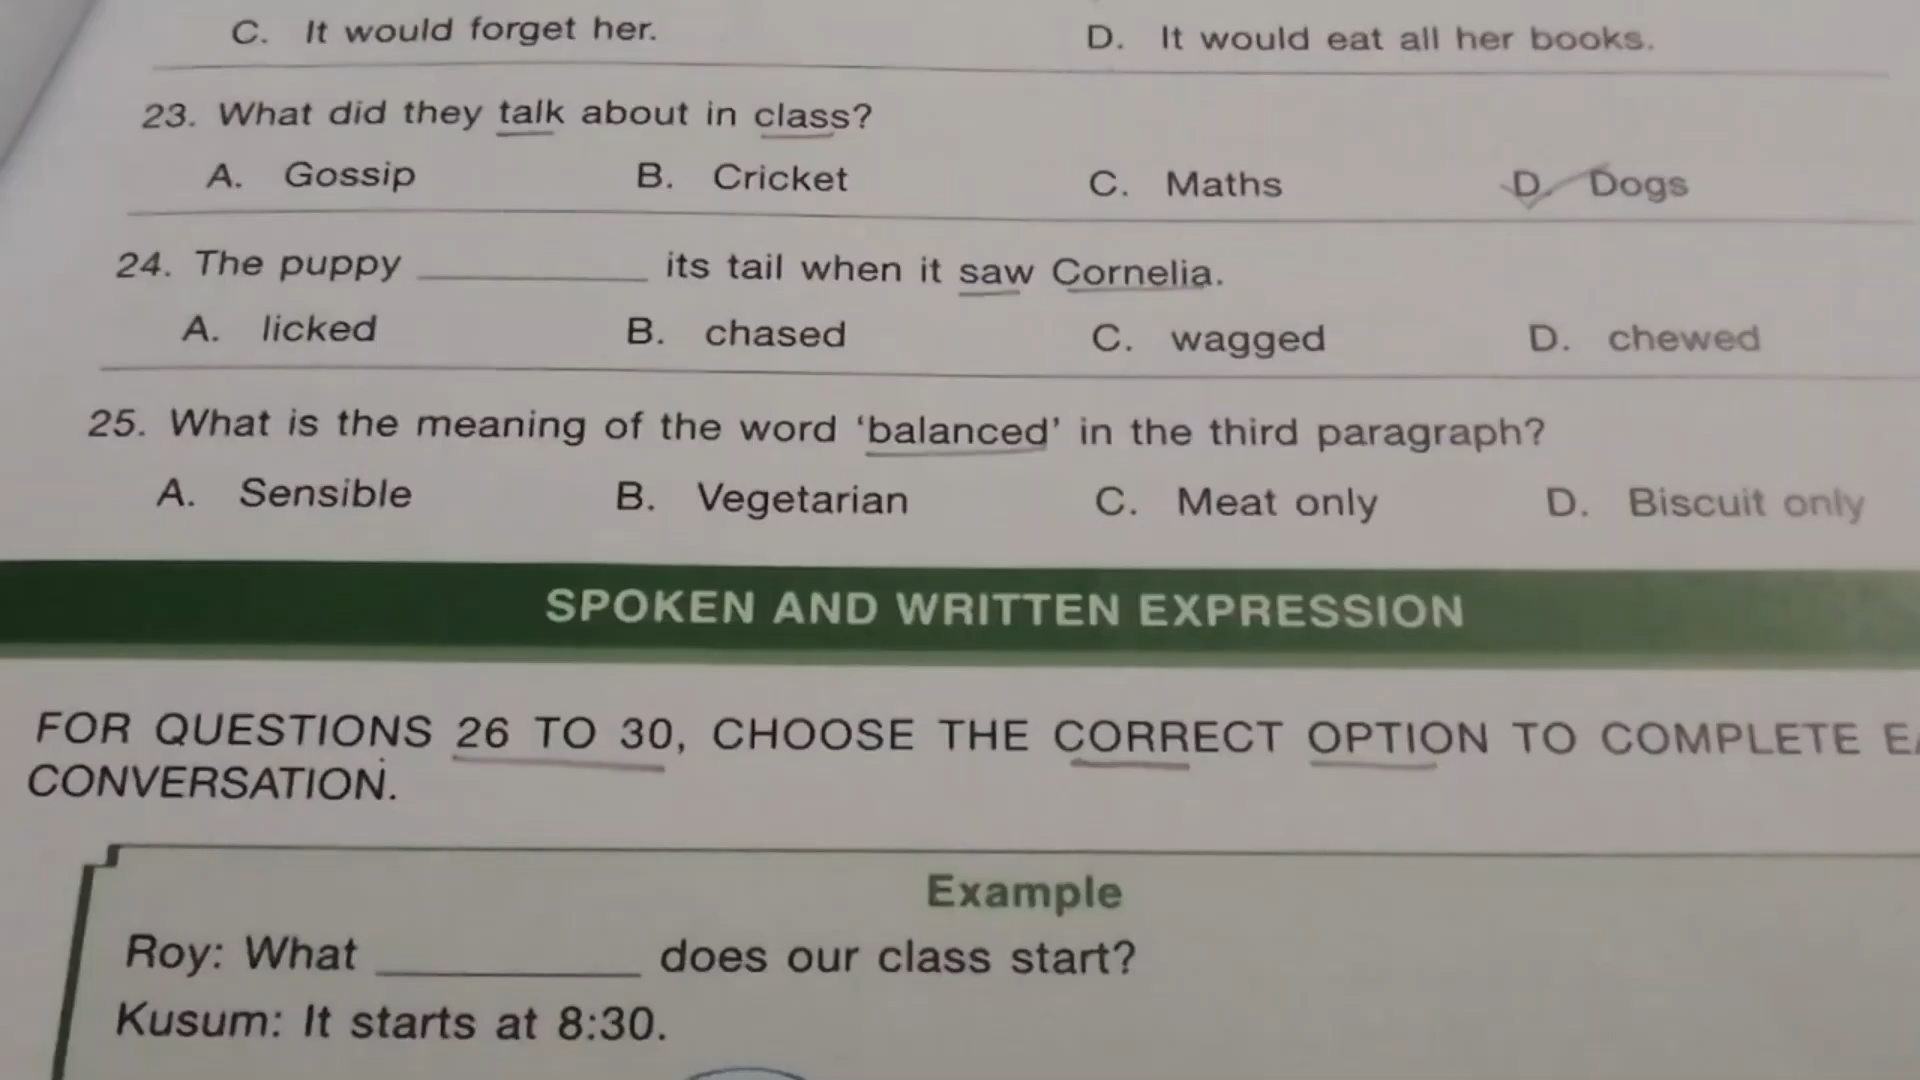 C. It would forget her. D. It would eat all her books.
23. What did they talk about in class?
A. Gossip B. Cricket C. Maths D. Dogs
24. The puppy __________ its tail when it saw Cornelia.
A. licked B. chased C. wagged D. chewed
25. What is the meaning of the word ‘balanced’ in the third paragraph?
A. Sensible B. Vegetarian C. Meat only D. Biscuit only
SPOKEN AND WRITTEN EXPRESSION
FOR QUESTIONS 26 TO 30, CHOOSE THE CORRECT OPTION TO COMPLETE
CONVERSATION.
Example
Roy: What __________ does our class start?
Kusum: It starts at 8:30.